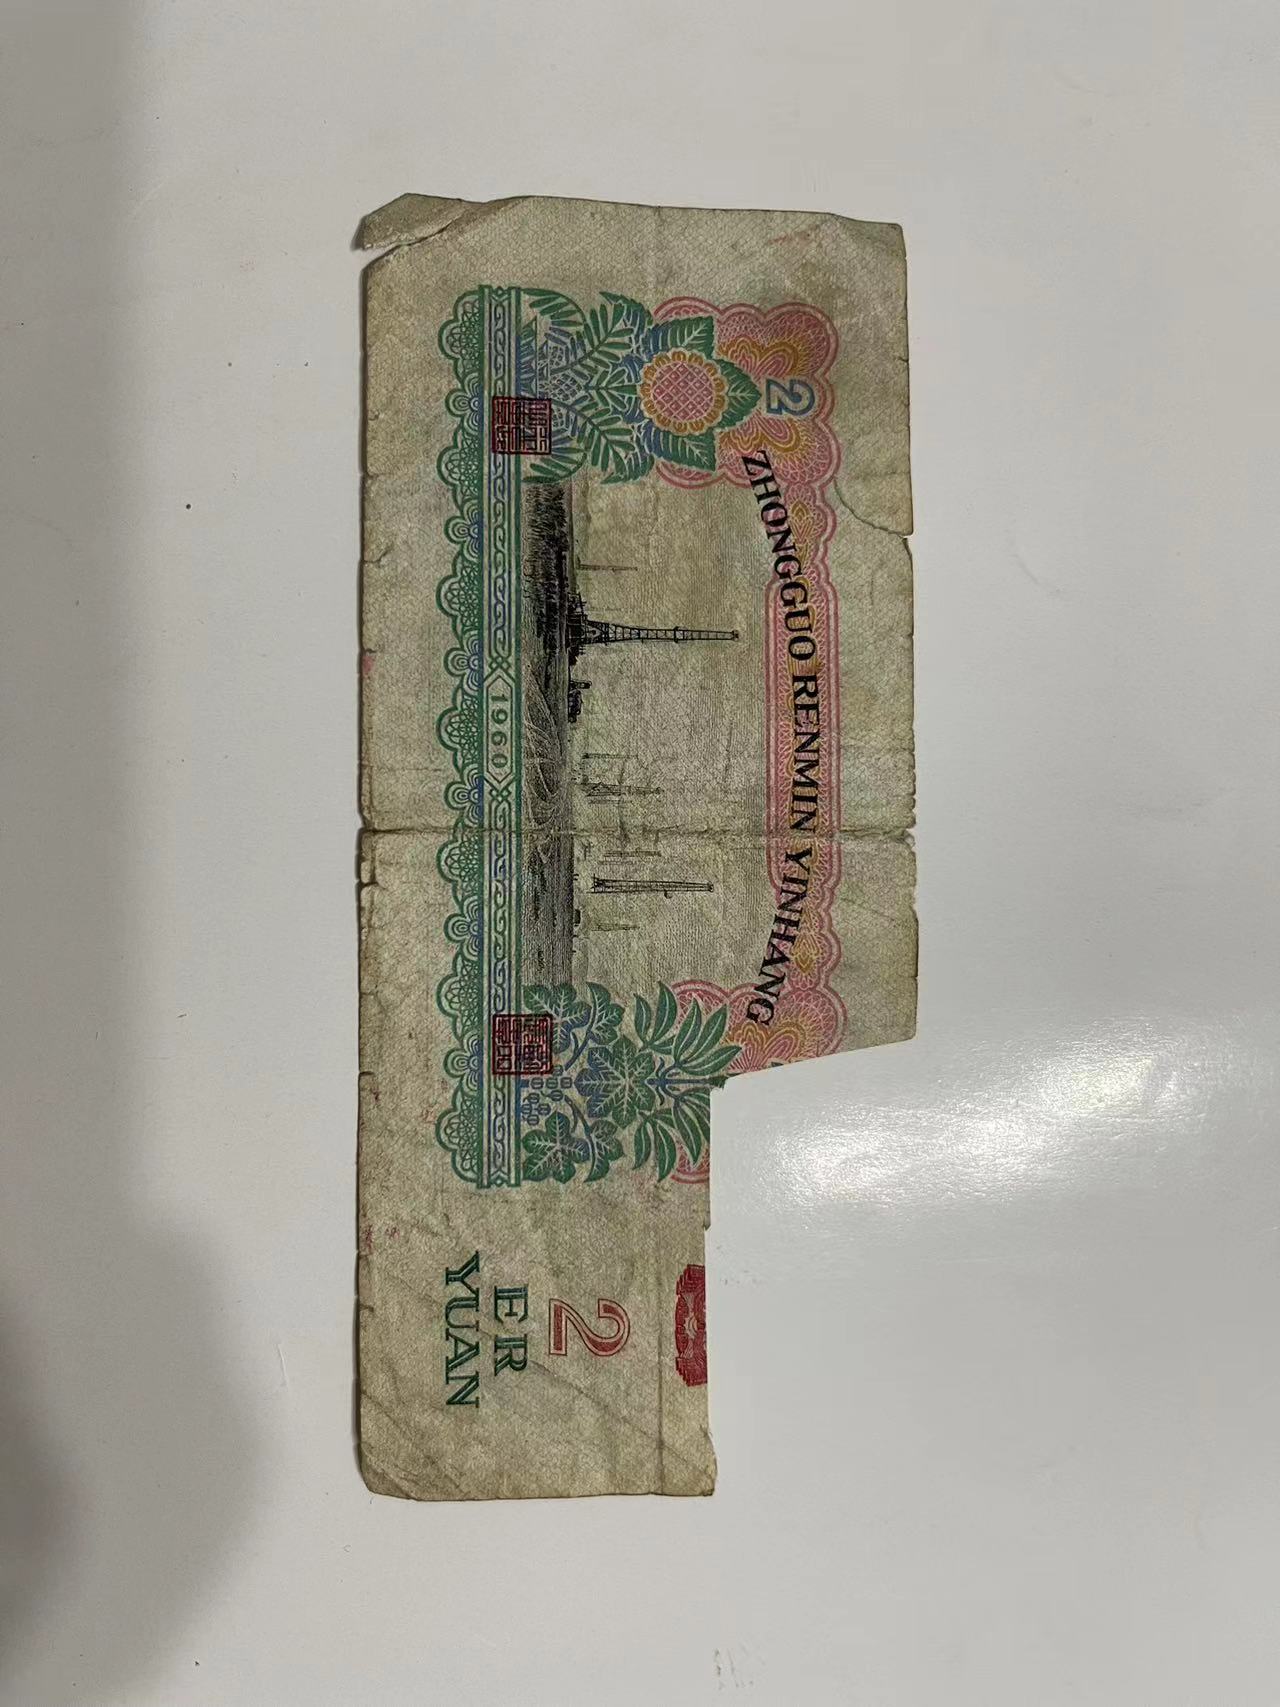 2
ZHONGGUO RENMIN YINHANG
1960
2
ER
YUAN